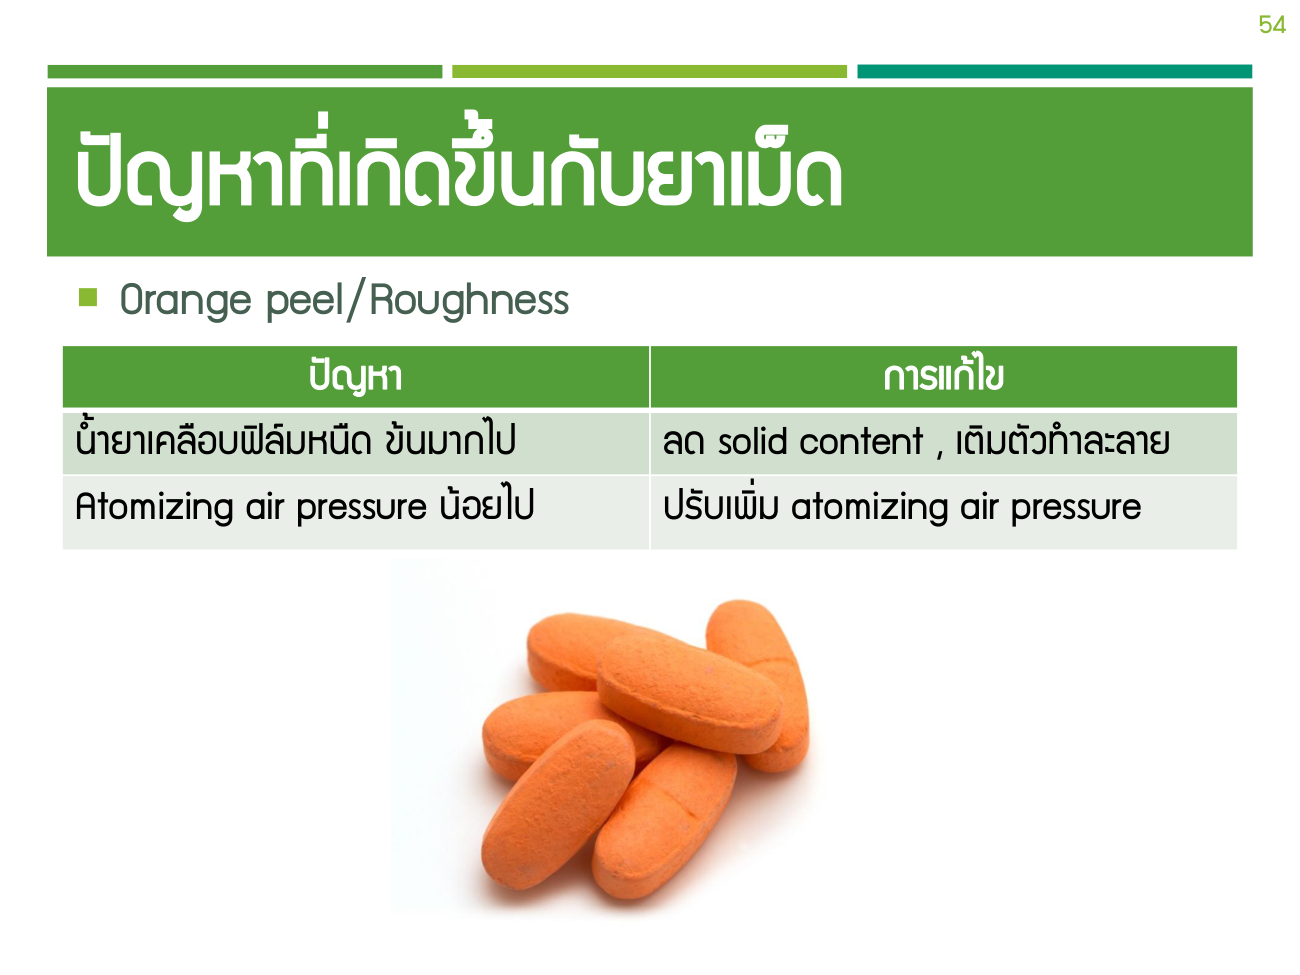 54
ปัญหาที่เกิดขึ้นกับยาเม็ด
Orange peel/Roughness
ปัญหา
การแก้ไข
น้ำยาเคลือบฟิล์มหนืด ข้นมากไป
ลด solid content , เติมตัวทำละลาย
Atomizing air pressure น้อยไป
ปรับเพิ่ม atomizing air pressure